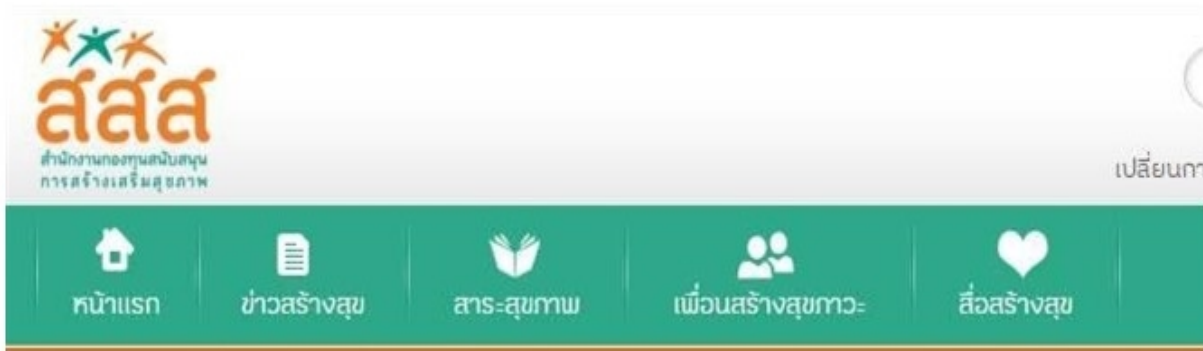 สสส
สำนักงานกองทุนสนับสนุน
การสร้างเสริมสุขภาพ
หน้าแรก
ข่าวสร้างสุข
สาระสุขภาพ
เพื่อนสร้างสุขภาวะ
สื่อสร้างสุข